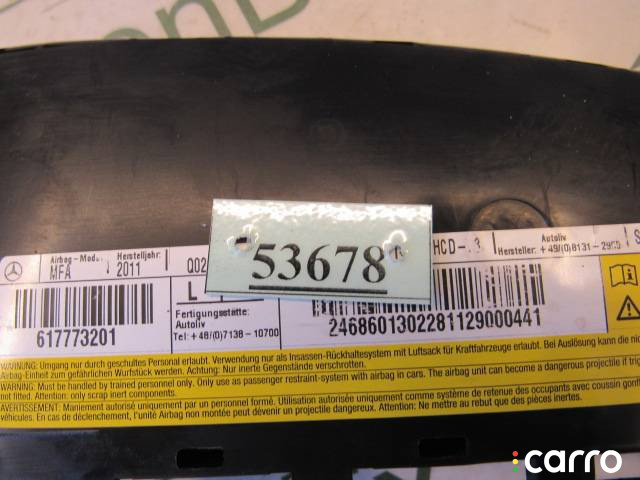 53678
Airbag-Modul Herstelljahr:
MFA 2011 Q02
HCD-
Autoliv
Hersteller: +49/(0)8131-295
L
Fertigungsstätte:
Autoliv
Tel: +49/(0)7138-10700
617773201
2468601302281129000441
WARNUNG: Umgang nur durch geschultes Personal erlaubt. Verwendung nur als Insassen-Rückhaltesystem mit Luftsack für Kraftfahrzeuge erlaubt. Bei Auslösung kann die nicht
Airbag-Einheit zum gefährlichen Wurfstück werden. Achtung: Nur inerte Gegenstände verschrotten.
WARNING: Must be handled by trained personnel only. Only use as passenger restraint-system with airbag in cars. The airbag unit can become a projectile if
not fitted. Attention: only scrap inert components.
AVERTISSEMENT: Maniement autorisé uniquement par un personnel formé. Utilisation autorisée uniquement comme système de retenue des occupants avec coussin
véhicules. En cas de déclenchement, l'unité Airbag non montée peut devenir un projectile dangereux. Attention: Ne mettre au rebut que des pièces inertes.
carro